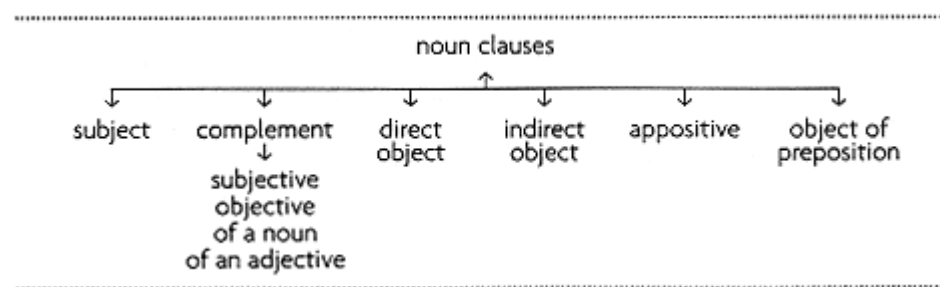 noun clauses
subject
complement
subjective
objective
of a noun
of an adjective
direct
object
indirect
object
appositive
object of
preposition